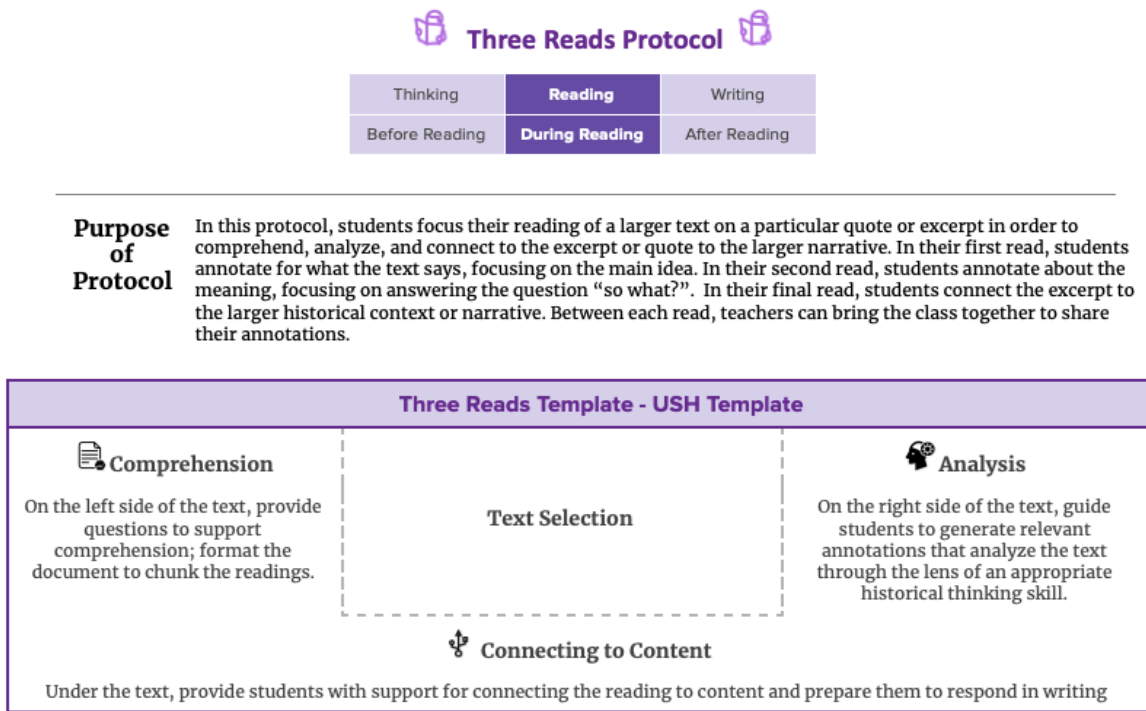 Three Reads Protocol
Thinking Reading Writing
Before Reading During Reading After Reading
Purpose
of
Protocol
In this protocol, students focus their reading of a larger text on a particular quote or excerpt in order to
comprehend, analyze, and connect to the excerpt or quote to the larger narrative. In their first read, students
annotate for what the text says, focusing on the main idea. In their second read, students annotate about the
meaning, focusing on answering the question “so what?”.  In their final read, students connect the excerpt to
the larger historical context or narrative. Between each read, teachers can bring the class together to share
their annotations.
Three Reads Template - USH Template
Comprehension
On the left side of the text, provide
questions to support
comprehension; format the
document to chunk the readings.
Text Selection
Analysis
On the right side of the text, guide
students to generate relevant
annotations that analyze the text
through the lens of an appropriate
historical thinking skill.
Connecting to Content
Under the text, provide students with support for connecting the reading to content and prepare them to respond in writing